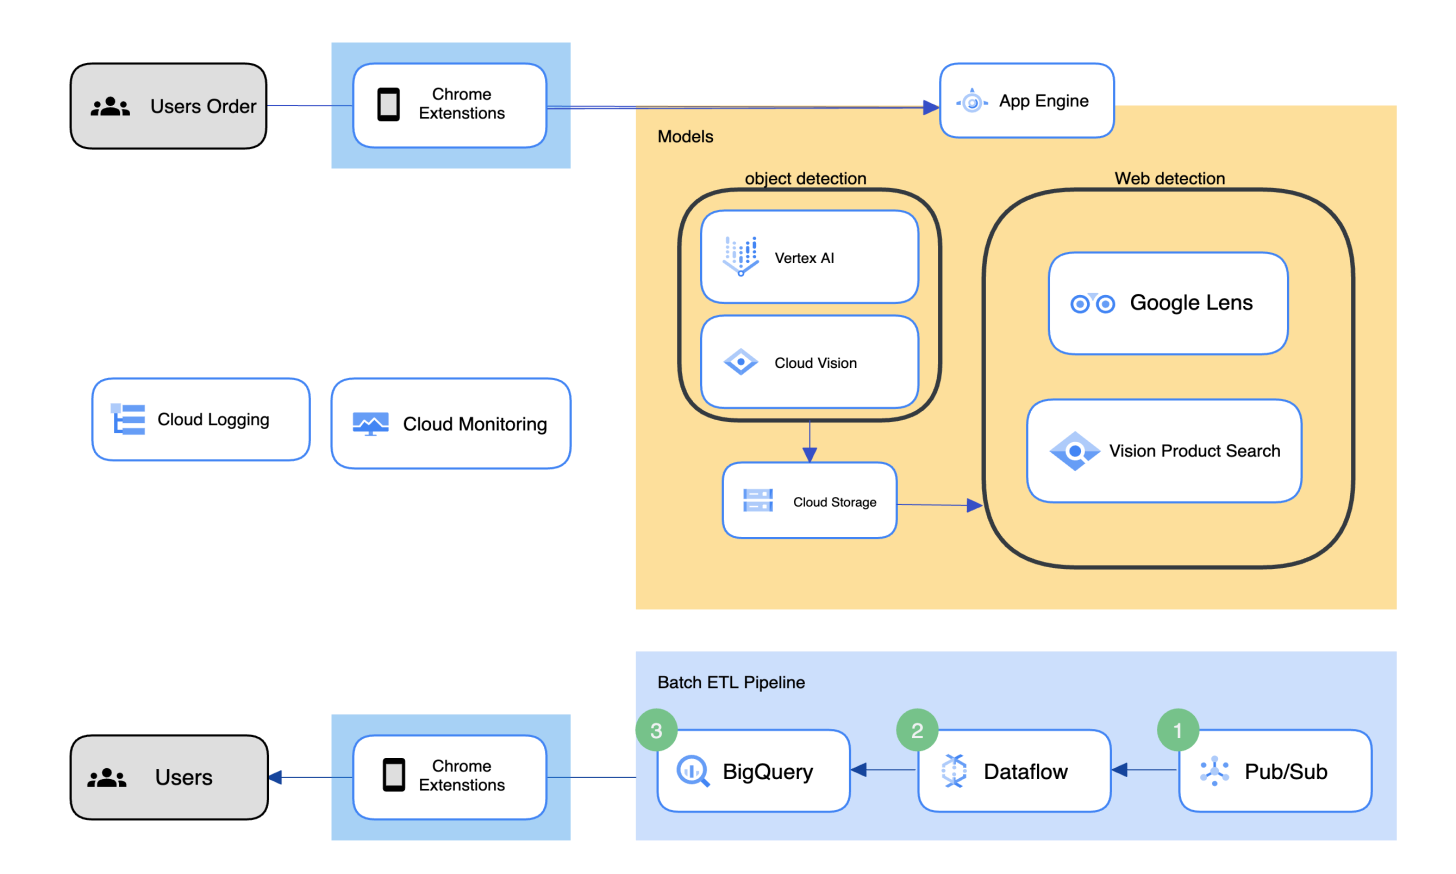 Users Order
Chrome
Extenstions
App Engine
Models
object detection
Web detection
Vertex AI
Google Lens
Cloud Vision
Cloud Logging
Cloud Monitoring
Vision Product Search
Cloud Storage
Batch ETL Pipeline
3
2
1
Users
Chrome
Extenstions
BigQuery
Dataflow
Pub/Sub